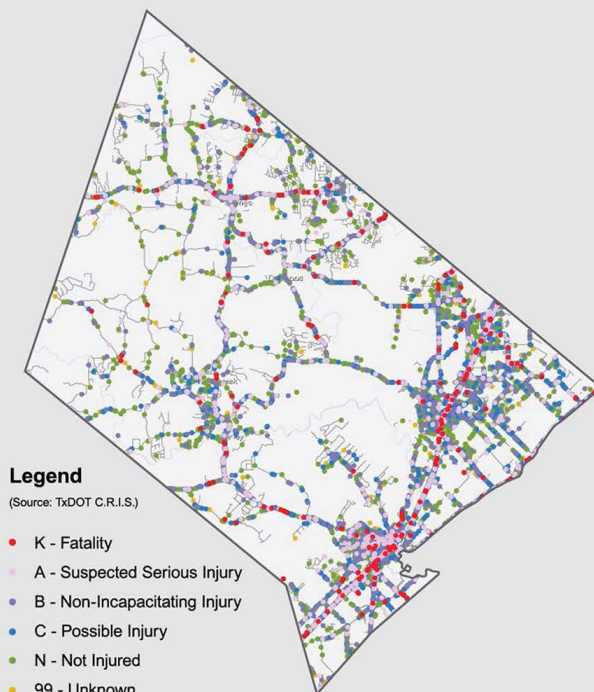 Legend
(Source: TxDOT C.R.I.S.)
K - Fatality
A - Suspected Serious Injury
B - Non-Incapacitating Injury
C - Possible Injury
N - Not Injured
99 - Unknown